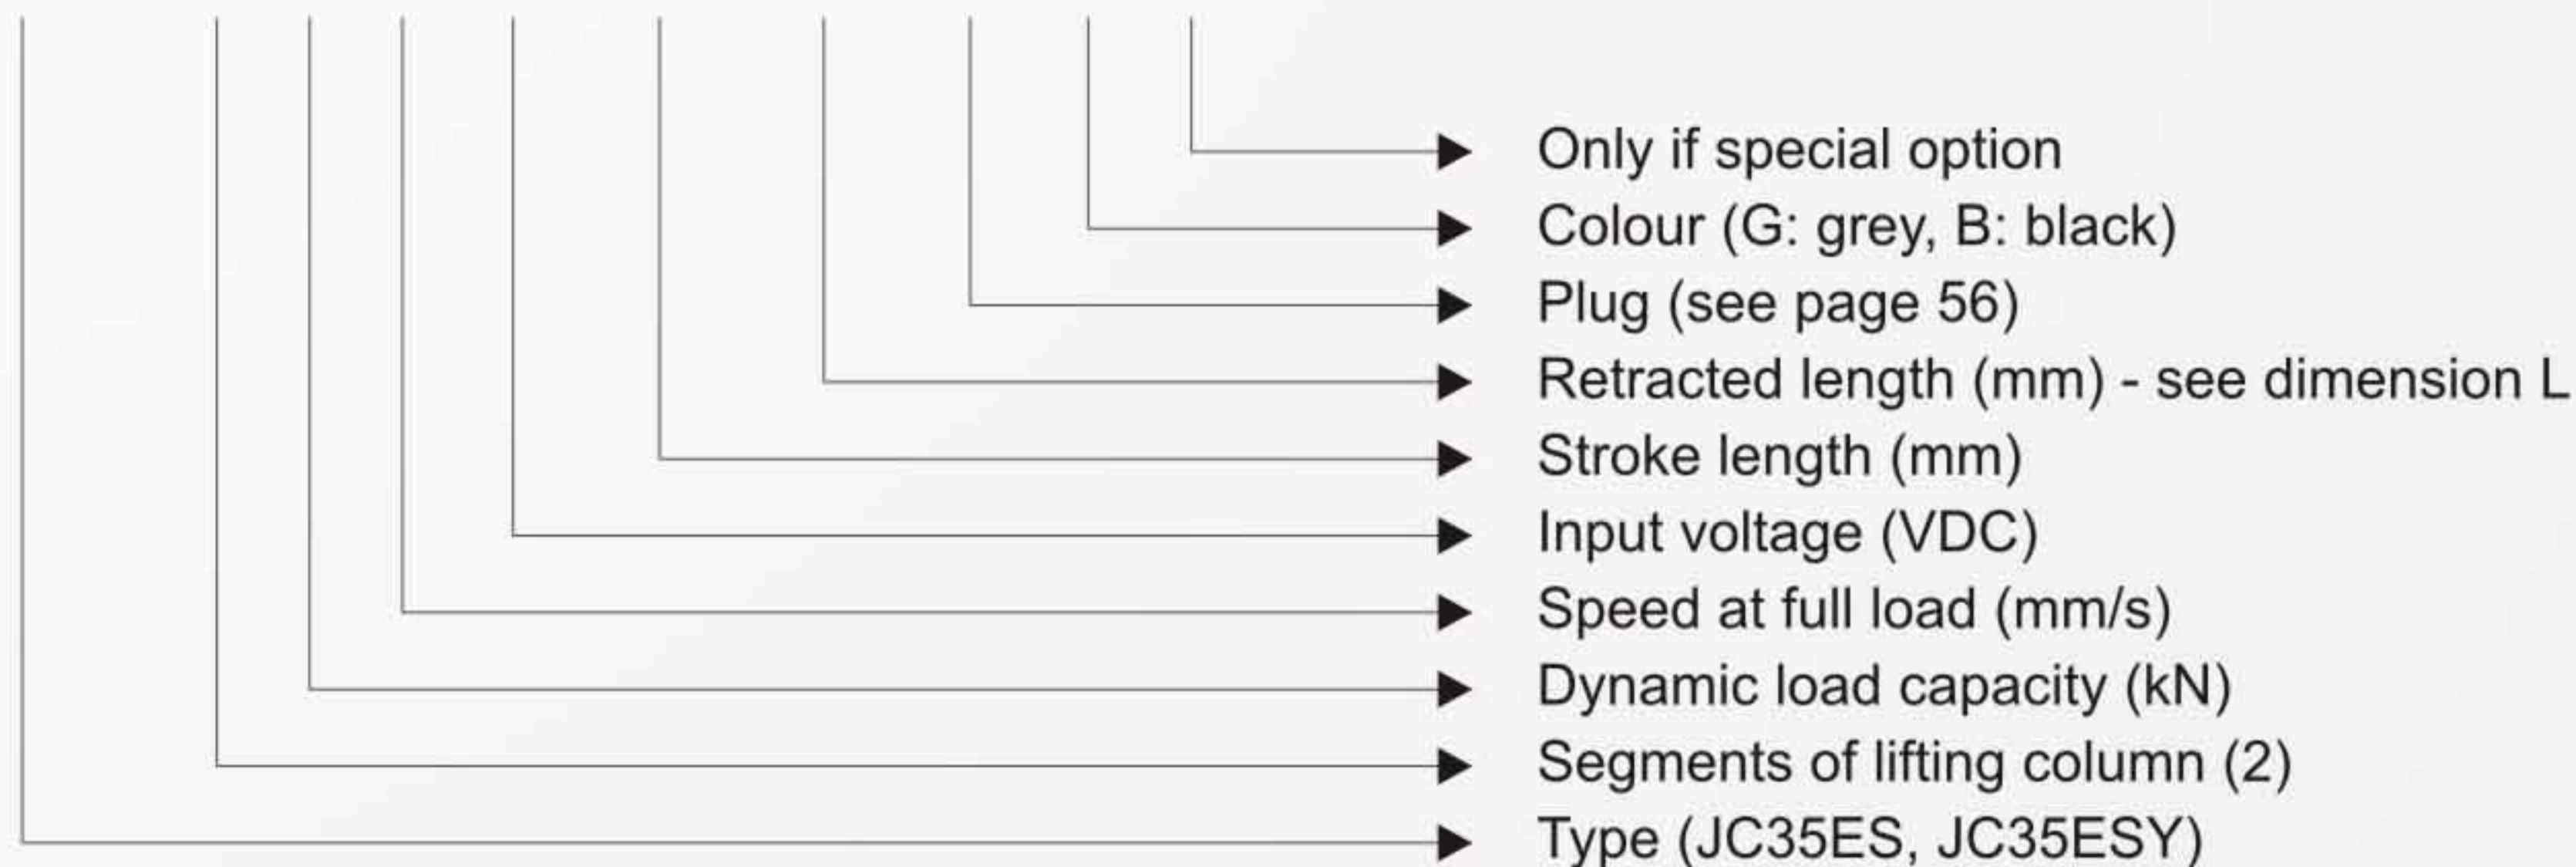 Only if special option
Colour (G: grey, B: black)
Plug (see page 56)
Retracted length (mm) - see dimension L
Stroke length (mm)
Input voltage (VDC)
Speed at full load (mm/s)
Dynamic load capacity (kN)
Segments of lifting column (2)
Type (JC35ES, JC35ESY)